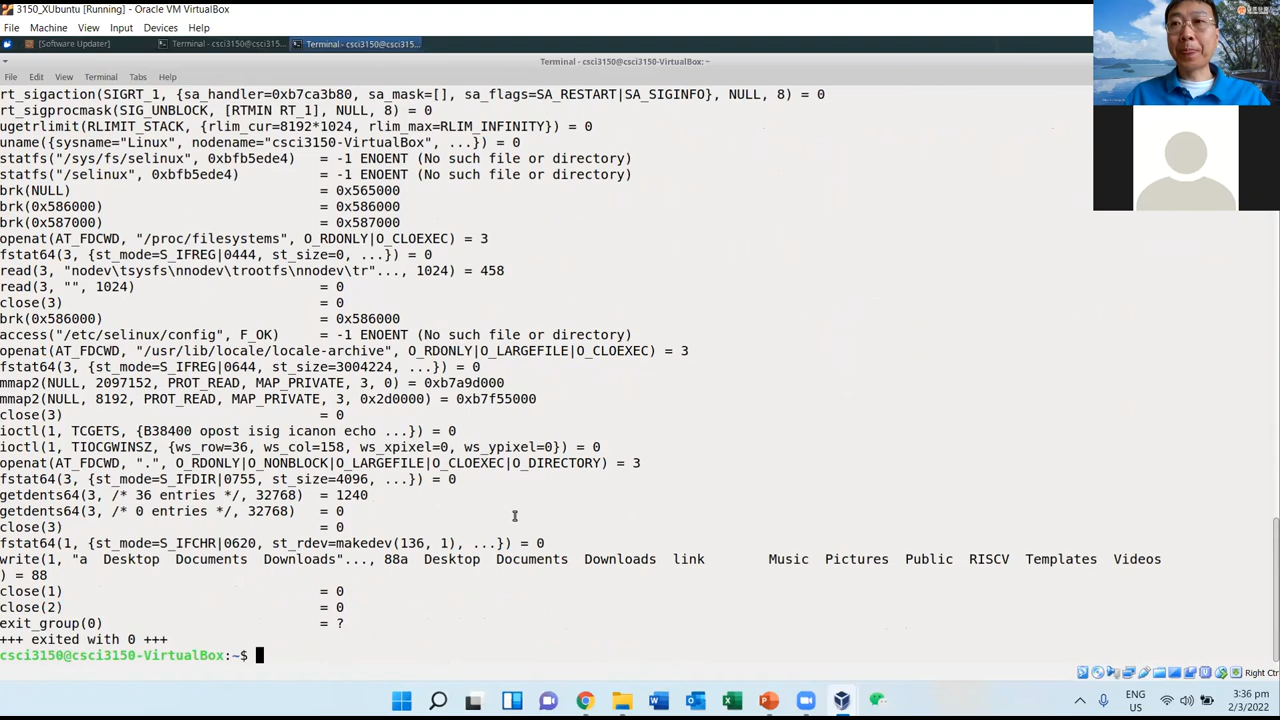 3150_XUbuntu [Running] - Oracle VM VirtualBox
File Machine View Input Devices Help
[Software Updater] Terminal - csci3150@csci315... Terminal - csci3150@csci315...
Terminal - csci3150@csci3150-VirtualBox: ~
File Edit View Terminal Tabs Help
rt_sigaction(SIGRT_1, {sa_handler=0xb7ca3b80, sa_mask=[], sa_flags=SA_RESTART|SA_SIGINFO}, NULL, 8) = 0
rt_sigprocmask(SIG_UNBLOCK, [RTMIN RT_1], NULL, 8) = 0
ugetrlimit(RLIMIT_STACK, {rlim_cur=8192*1024, rlim_max=RLIM_INFINITY}) = 0
uname({sysname="Linux", nodename="csci3150-VirtualBox", ...}) = 0
statfs("/sys/fs/selinux", 0xbfb5ede4) = -1 ENOENT (No such file or directory)
statfs("/selinux", 0xbfb5ede4) = -1 ENOENT (No such file or directory)
brk(NULL) = 0x565000
brk(0x586000) = 0x586000
brk(0x587000) = 0x587000
openat(AT_FDCWD, "/proc/filesystems", O_RDONLY|O_CLOEXEC) = 3
fstat64(3, {st_mode=S_IFREG|0444, st_size=0, ...}) = 0
read(3, "nodev\tsysfs\nnodev\trootfs\nnodev\tr"..., 1024) = 458
read(3, "", 1024) = 0
close(3) = 0
brk(0x586000) = 0x586000
access("/etc/selinux/config", F_OK) = -1 ENOENT (No such file or directory)
openat(AT_FDCWD, "/usr/lib/locale/locale-archive", O_RDONLY|O_LARGEFILE|O_CLOEXEC) = 3
fstat64(3, {st_mode=S_IFREG|0644, st_size=3004224, ...}) = 0
mmap2(NULL, 2097152, PROT_READ, MAP_PRIVATE, 3, 0) = 0xb7a9d000
mmap2(NULL, 8192, PROT_READ, MAP_PRIVATE, 3, 0x2d0000) = 0xb7f55000
close(3) = 0
ioctl(1, TCGETS, {B38400 opost isig icanon echo ...}) = 0
ioctl(1, TIOCGWINSZ, {ws_row=36, ws_col=158, ws_xpixel=0, ws_ypixel=0}) = 0
openat(AT_FDCWD, ".", O_RDONLY|O_NONBLOCK|O_LARGEFILE|O_CLOEXEC|O_DIRECTORY) = 3
fstat64(3, {st_mode=S_IFDIR|0755, st_size=4096, ...}) = 0
getdents64(3, /* 36 entries */, 32768) = 1240
getdents64(3, /* 0 entries */, 32768) = 0
close(3) = 0
fstat64(1, {st_mode=S_IFCHR|0620, st_rdev=makedev(136, 1), ...}) = 0
write(1, "a Desktop Documents Downloads"..., 88a Desktop Documents Downloads link Music Pictures Public RISCV Templates Videos
) = 88
close(1) = 0
close(2) = 0
exit_group(0) = ?
+++ exited with 0 +++
csci3150@csci3150-VirtualBox:~$
Right Ctr
ENG
US
3:36 pm
2/3/2022